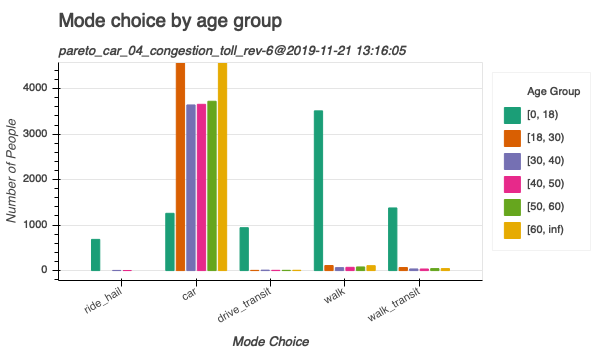 Mode choice by age group
pareto_car_04_congestion_toll_rev-6@2019-11-21 13:16:05
Number of People
4000
3000
2000
1000
0
ride_hail
car
drive_transit
walk
walk_transit
Mode Choice
Age Group
[0, 18)
[18, 30)
[30, 40)
[40, 50)
[50, 60)
[60, inf)